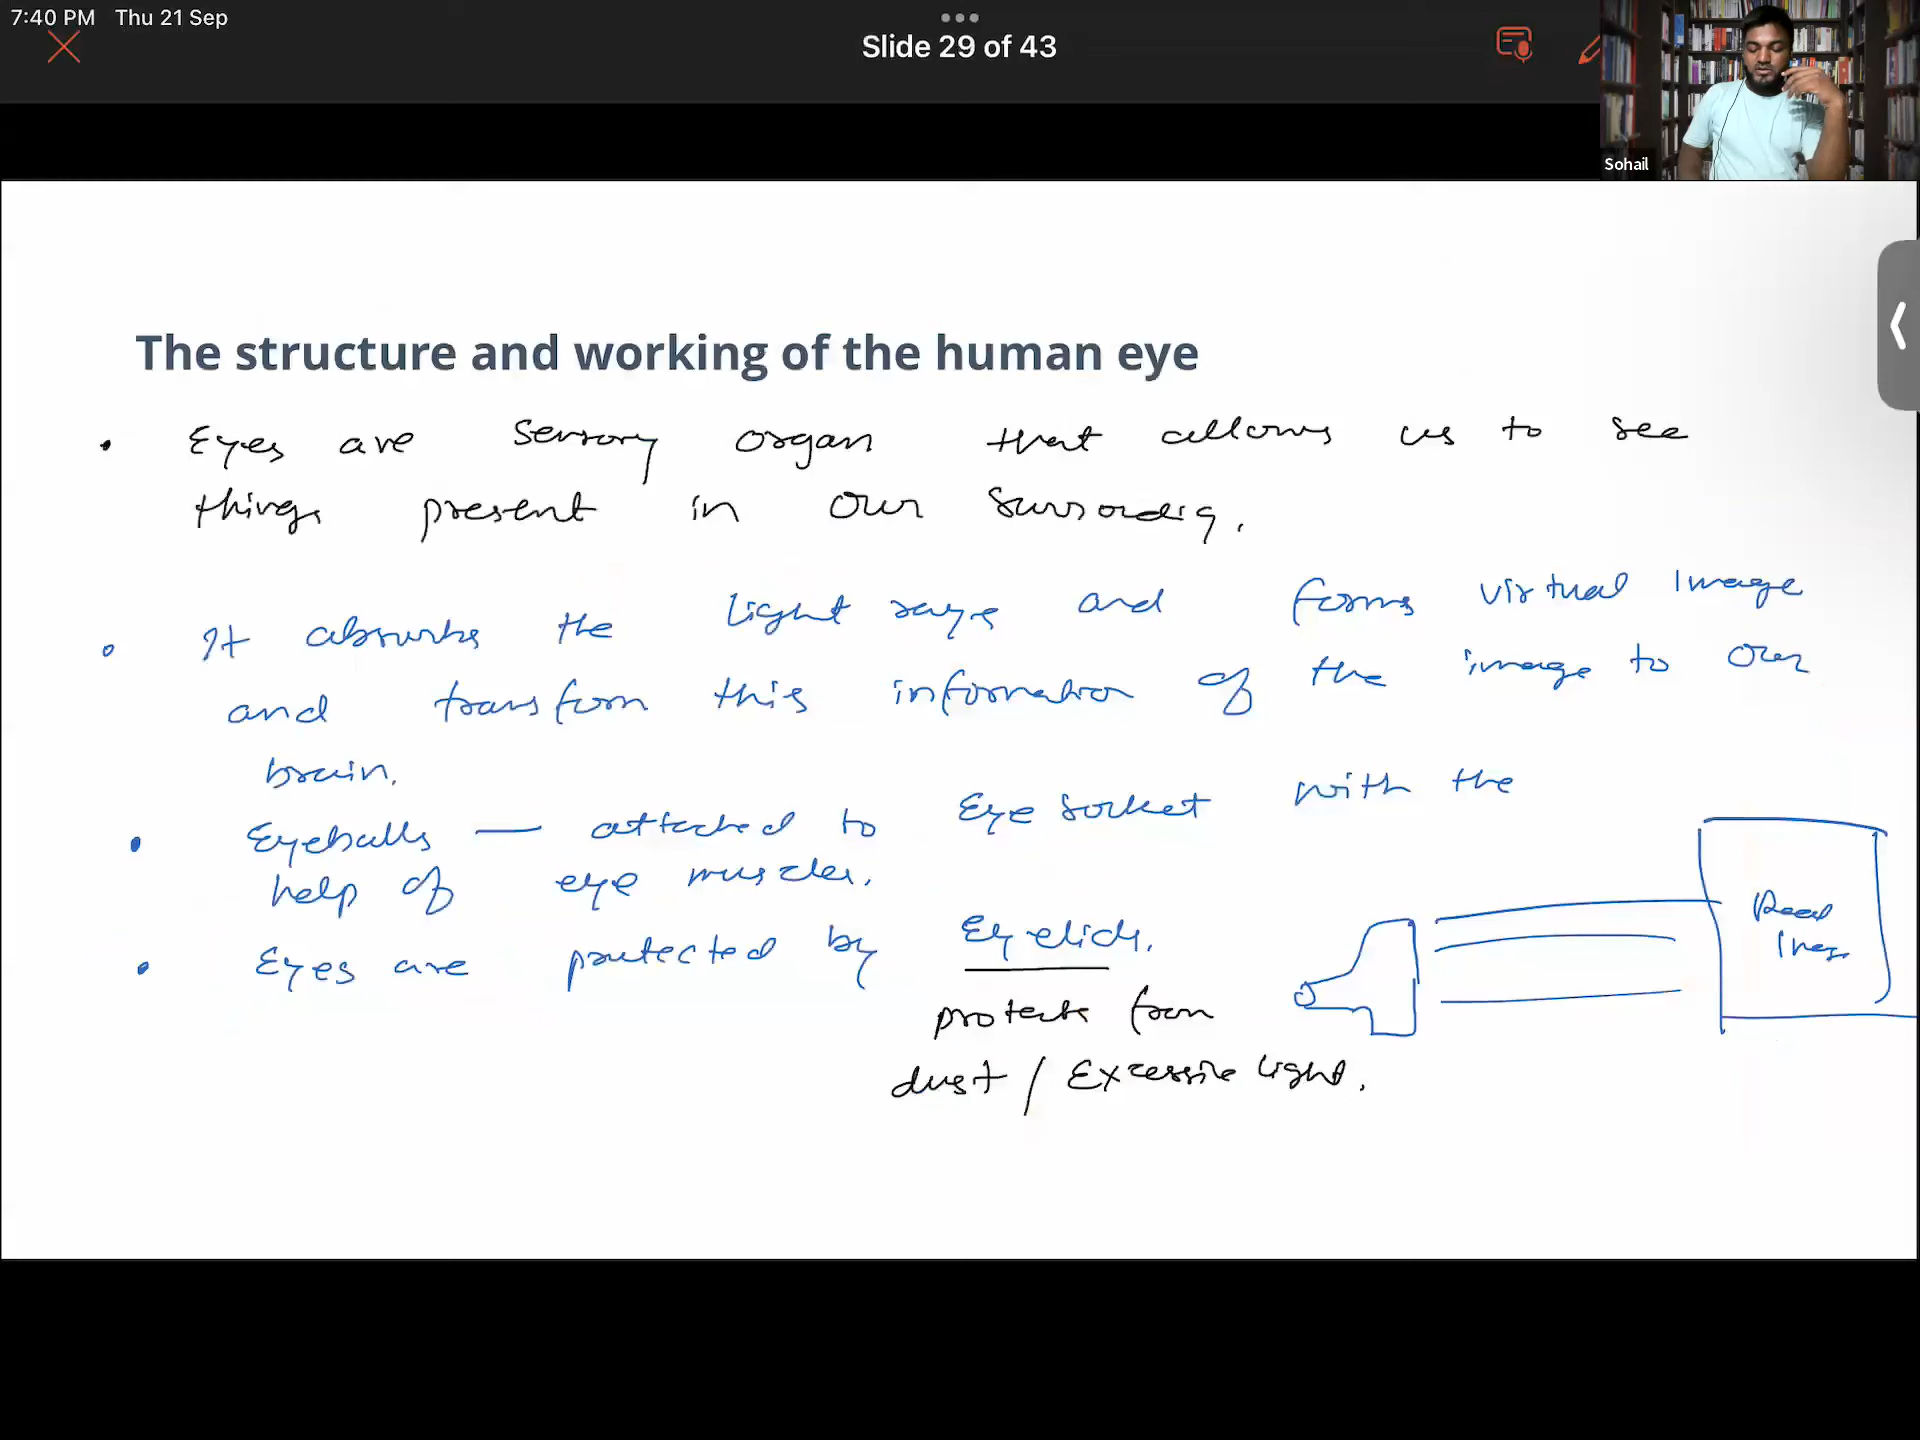 7:40 PM Thu 21 Sep
Slide 29 of 43
Sohail
The structure and working of the human eye
• Eyes are sensory organ that allows us to see
things present in our
• It absorbs the light rays and forms virtual image
and transform this information of the image to our
brain.
• Eyeballs — attached to Eye socket with the
help of eye muscles.
• Eyes are protected by Eyelids.
protects from
dust / Excessive light.
Real